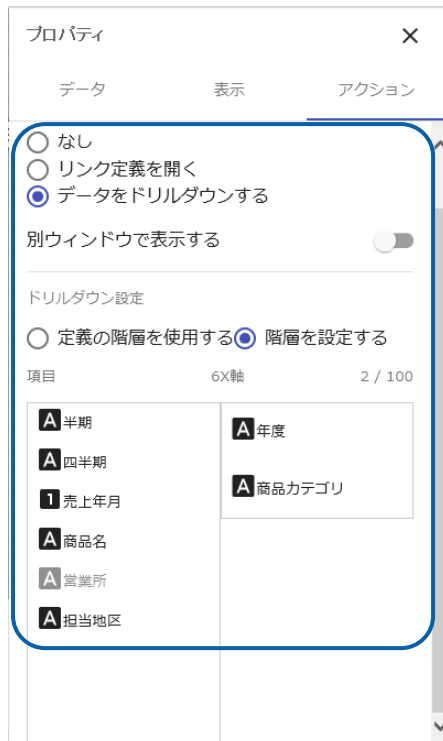 プロパティ
データ 表示 アクション
なし
リンク定義を開く
データをドリルダウンする
別ウィンドウで表示する
ドリルダウン設定
定義の階層を使用する 階層を設定する
項目 6X軸 2 / 100
A 半期
A 四半期
1 売上年月
A 商品名
A 営業所
A 担当地区
A 年度
A 商品カテゴリ